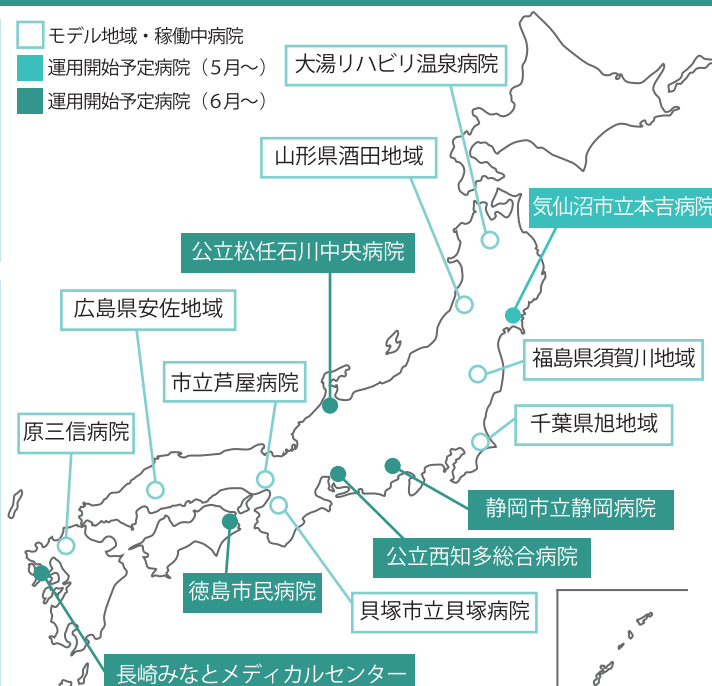 モデル地域・稼働中病院
運用開始予定病院（5月～）
運用開始予定病院（6月～）
大湯リハビリ温泉病院
山形県酒田地域
気仙沼市立本吉病院
公立松任石川中央病院
広島県安佐地域
福島県須賀川地域
市立芦屋病院
千葉県旭地域
原三信病院
静岡市立静岡病院
公立西知多総合病院
徳島市民病院
貝塚市立貝塚病院
長崎みなとメディカルセンター